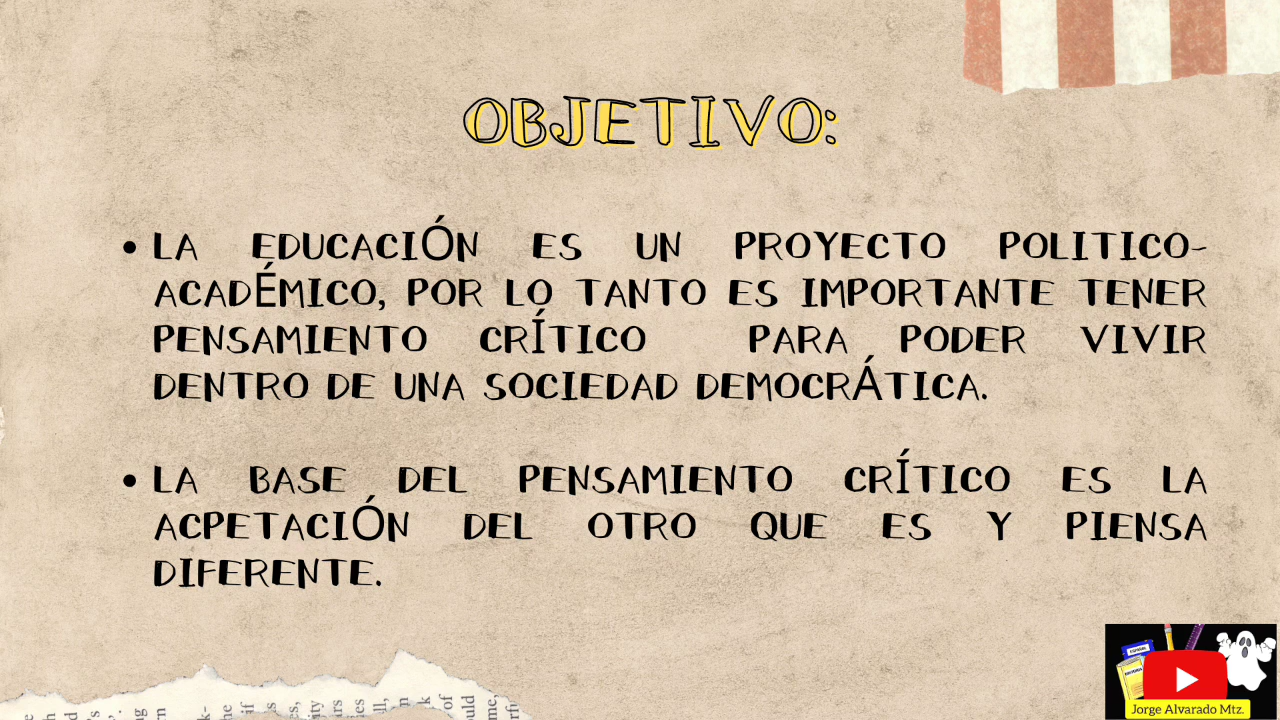 OBJETIVO:
LA EDUCACIÓN ES UN PROYECTO POLITICO-
ACADÉMICO, POR LO TANTO ES IMPORTANTE TENER
PENSAMIENTO CRÍTICO PARA PODER VIVIR
DENTRO DE UNA SOCIEDAD DEMOCRÁTICA.
LA BASE DEL PENSAMIENTO CRÍTICO ES LA
ACPETACIÓN DEL OTRO QUE ES Y PIENSA
DIFERENTE.
Jorge Alvarado Mtz.